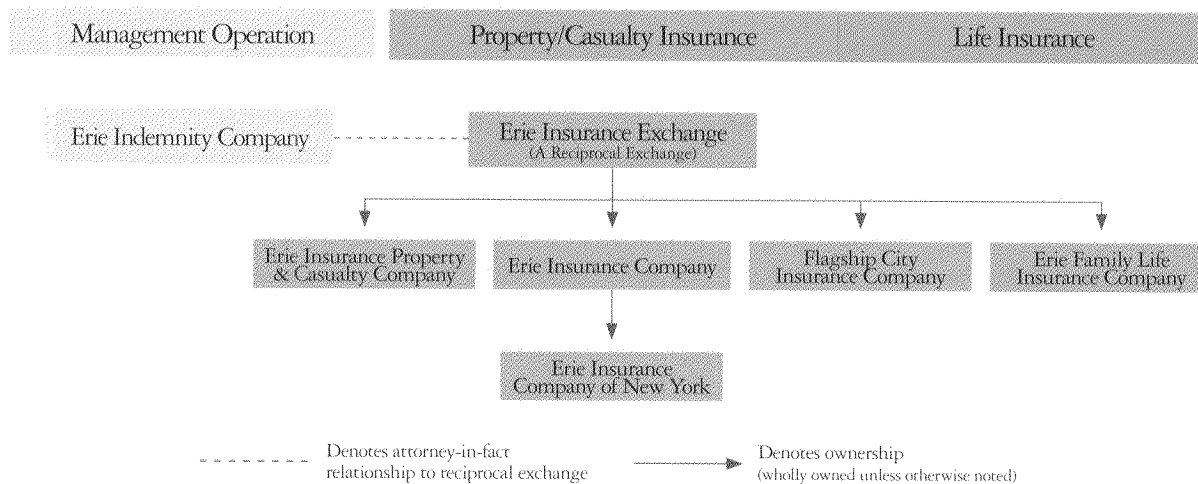 Management Operation
Property/Casualty Insurance
Life Insurance
Erie Indemnity Company
Erie Insurance Exchange
(A Reciprocal Exchange)
Erie Insurance Property
& Casualty Company
Erie Insurance Company
Flagship City
Insurance Company
Erie Family Life
Insurance Company
Erie Insurance
Company of New York
Denotes attorney-in-fact
relationship to reciprocal exchange
Denotes ownership
(wholly owned unless otherwise noted)